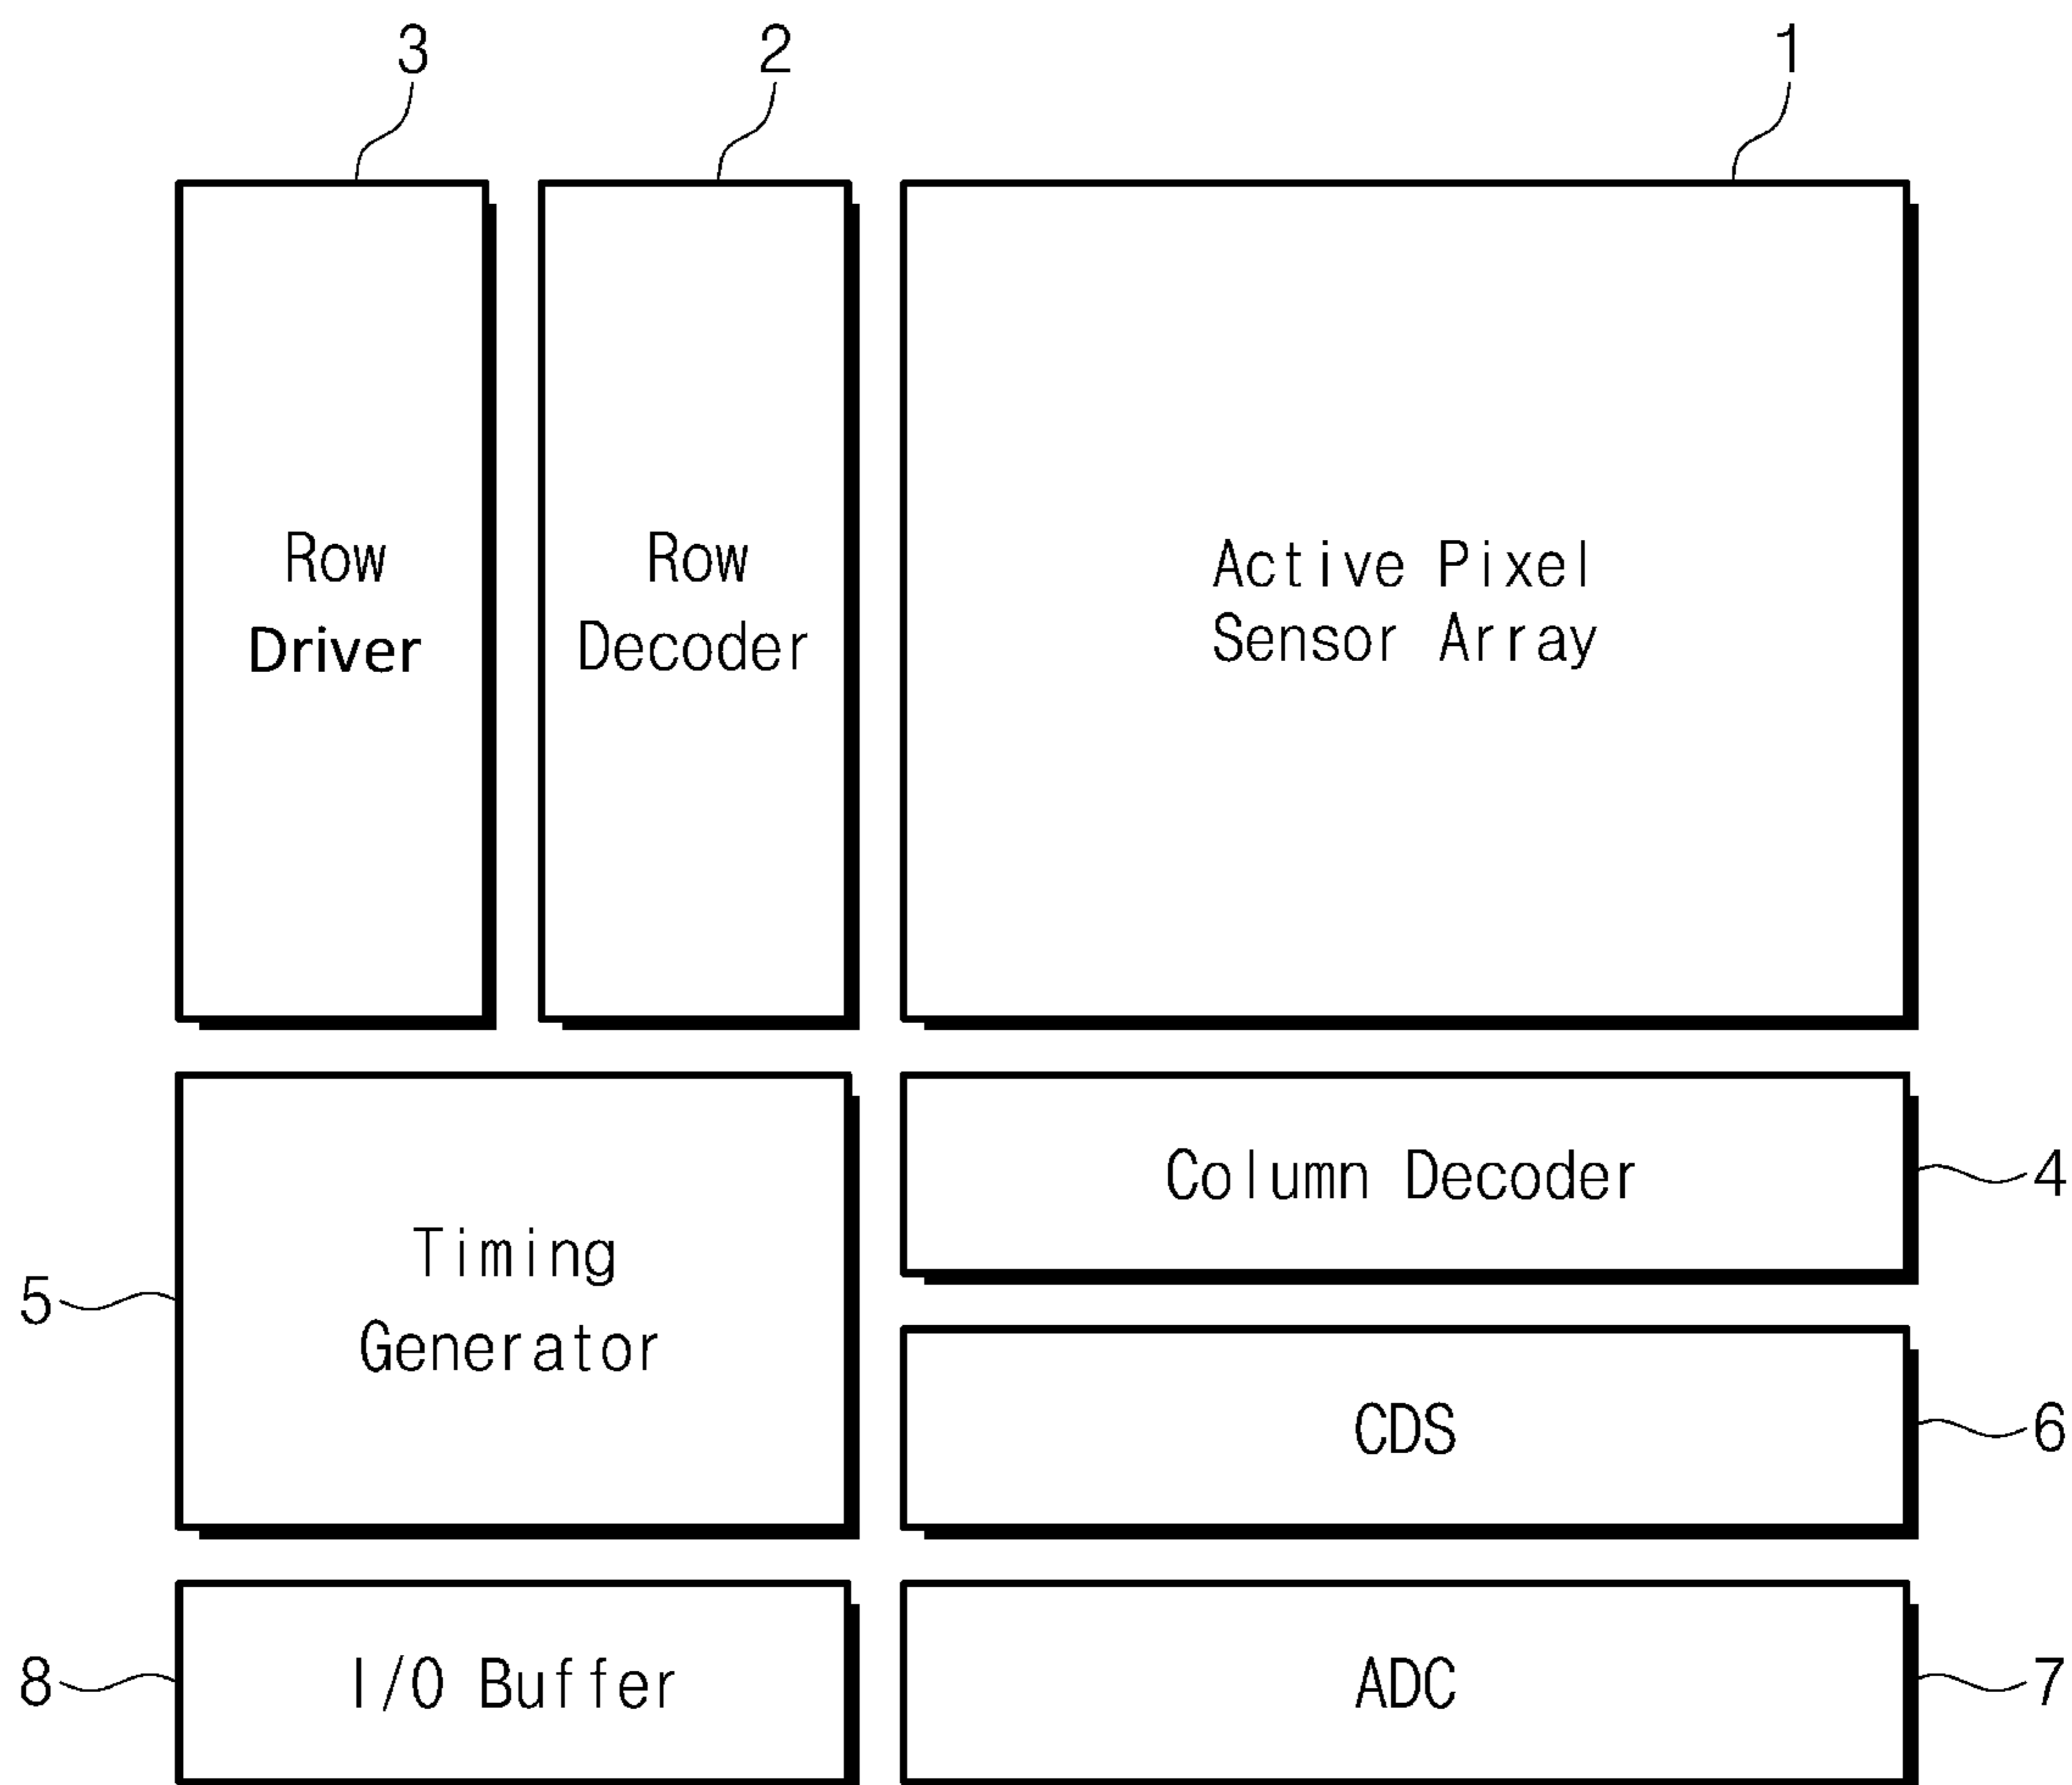 3
2
1
Row
Driver
Row
Decoder
Active Pixel
Sensor Array
Column Decoder
4
Timing
Generator
5
CDS
6
8
I/O Buffer
ADC
7